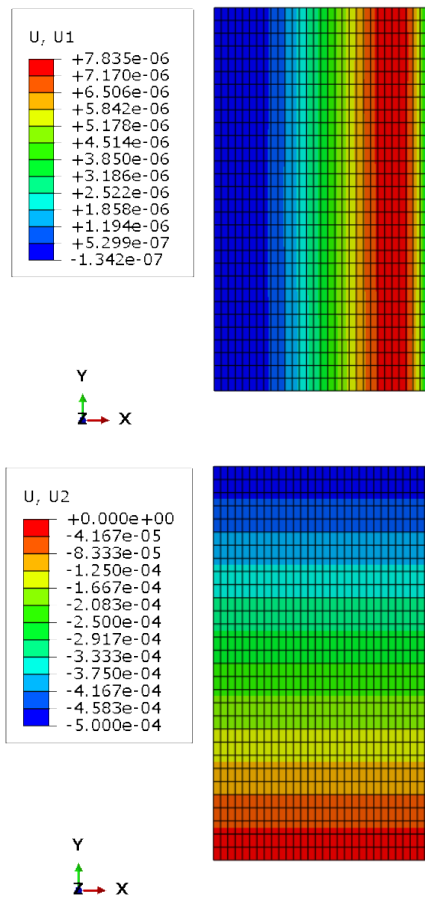 U, U1
+7.835e-06
+7.170e-06
+6.506e-06
+5.842e-06
+5.178e-06
+4.514e-06
+3.850e-06
+3.186e-06
+2.522e-06
+1.858e-06
+1.194e-06
+5.299e-07
-1.342e-07
Y
Z X
U, U2
+0.000e+00
-4.167e-05
-8.333e-05
-1.250e-04
-1.667e-04
-2.083e-04
-2.500e-04
-2.917e-04
-3.333e-04
-3.750e-04
-4.167e-04
-4.583e-04
-5.000e-04
Y
Z X